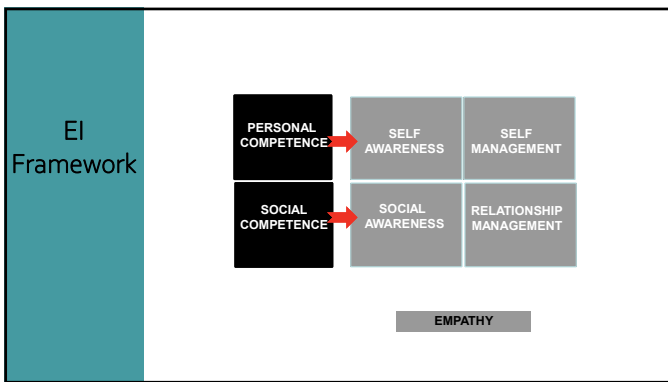 EI
Framework
PERSONAL
COMPETENCE
SELF
AWARENESS
SELF
MANAGEMENT
SOCIAL
COMPETENCE
SOCIAL
AWARENESS
RELATIONSHIP
MANAGEMENT
EMPATHY